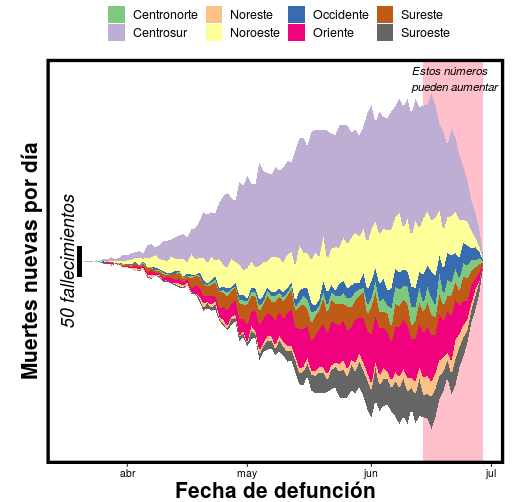 Centronorte Noreste Occidente Sureste
Centrosur Noroeste Oriente Suroeste
Estos números
pueden aumentar
Muertes nuevas por día
50 fallecimientos
abr may jun jul
Fecha de defunción